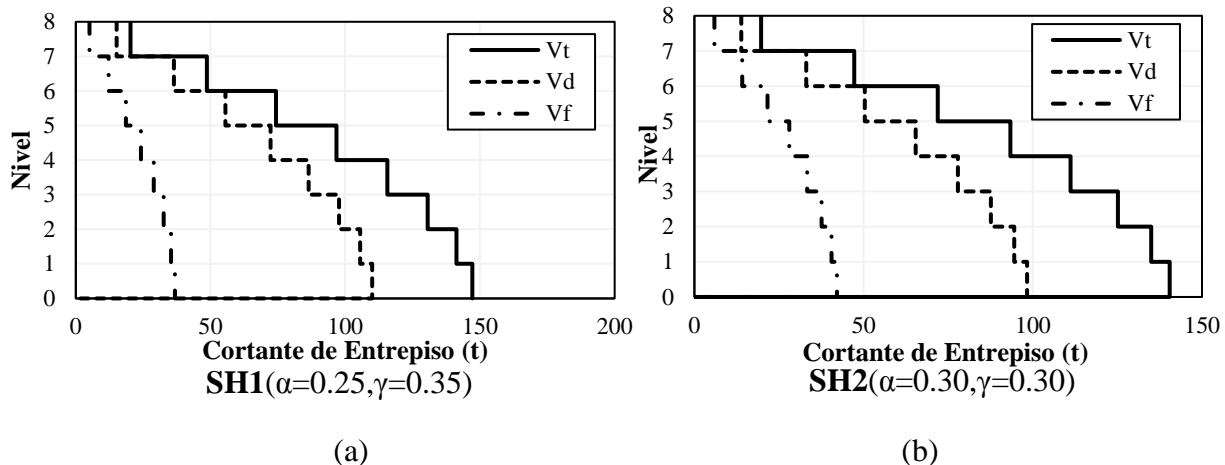 8
7
6
5
4
3
2
1
0
Nivel
Vt
Vd
Vf
0
50
100
150
200
Cortante de Entrepiso (t)
SH1(α=0.25,γ=0.35)
(a)
8
7
6
5
4
3
2
1
0
Nivel
Vt
Vd
Vf
0
50
100
150
Cortante de Entrepiso (t)
SH2(α=0.30,γ=0.30)
(b)